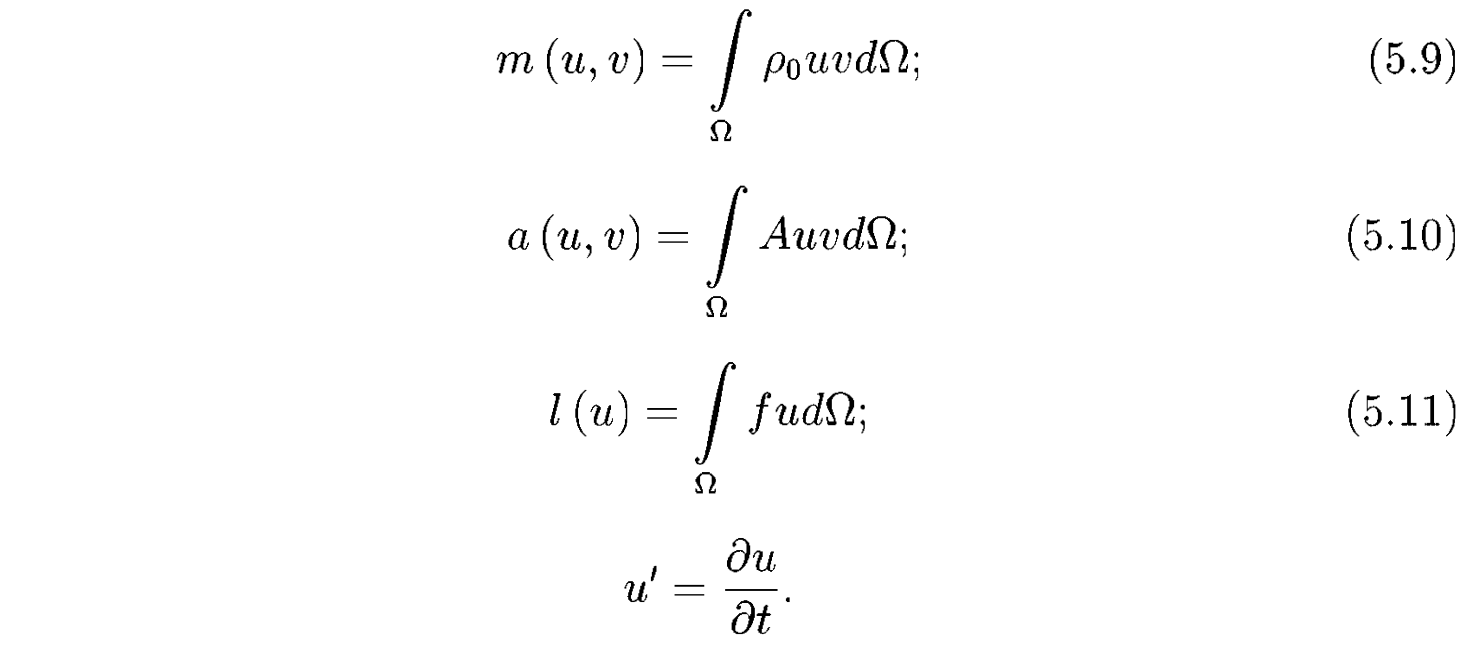 m (u, v) = ∫_Ω ρ₀uvdΩ; (5.9)
a (u, v) = ∫_Ω AuvdΩ; (5.10)
l (u) = ∫_Ω fudΩ; (5.11)
u′ = ∂u/∂t.